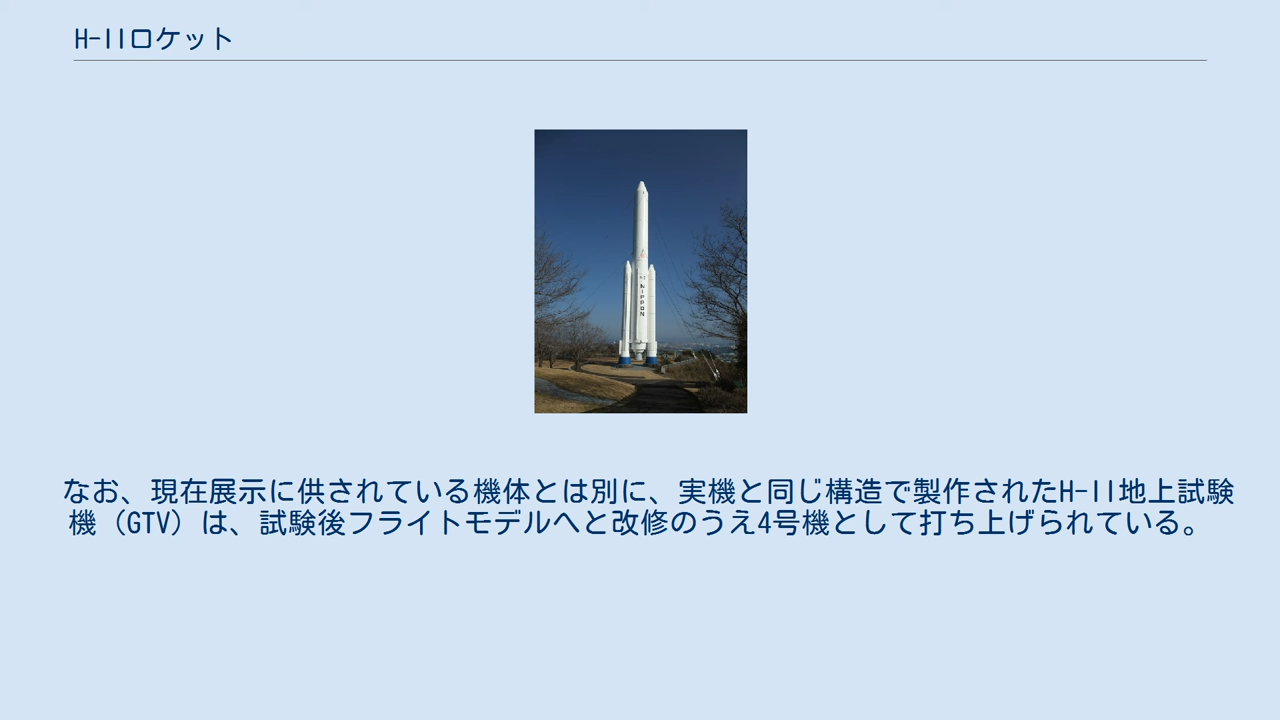 H-IIロケット
NIPPON
なお、現在展示に供されている機体とは別に、実機と同じ構造で製作されたH-II地上試験
機（GTV）は、試験後フライトモデルへと改修のうえ4号機として打ち上げられている。